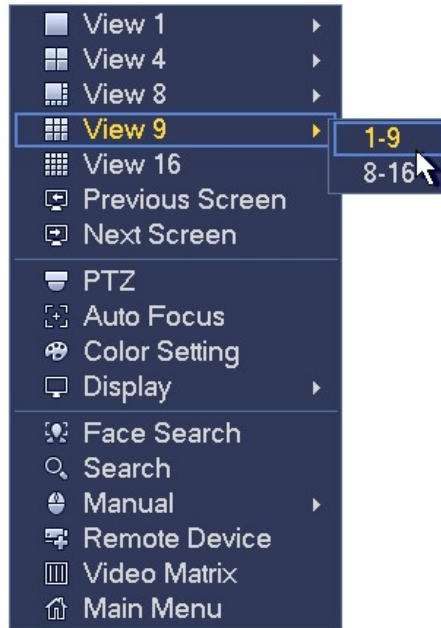 View 1
View 4
View 8
View 9
1-9
View 16
8-16
Previous Screen
Next Screen
PTZ
Auto Focus
Color Setting
Display
Face Search
Search
Manual
Remote Device
Video Matrix
Main Menu